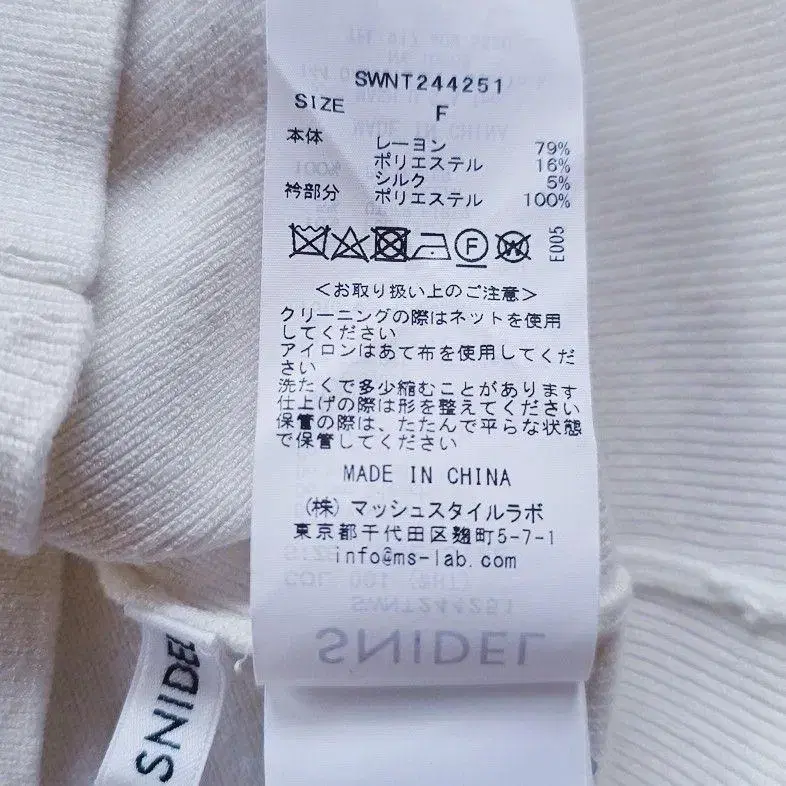 SWNT244251
SIZE F
本体 レーヨン 79%
ポリエステル 16%
シルク 5%
衿部分 ポリエステル 100%
F W E005
<お取り扱い上のご注意>
クリーニングの際はネットを使用
してください
アイロンはあて布を使用してくだ
さい
洗たくで多少縮むことがあります
仕上げの際は形を整えてください
保管の際は、たたんで平らな状態
で保管してください
MADE IN CHINA
(株)マッシュスタイルラボ
東京都千代田区麹町5-7-1
info@ms-lab.com
COL 001 (WHT)
SWNT244251
SNIDEL
SNIDEL